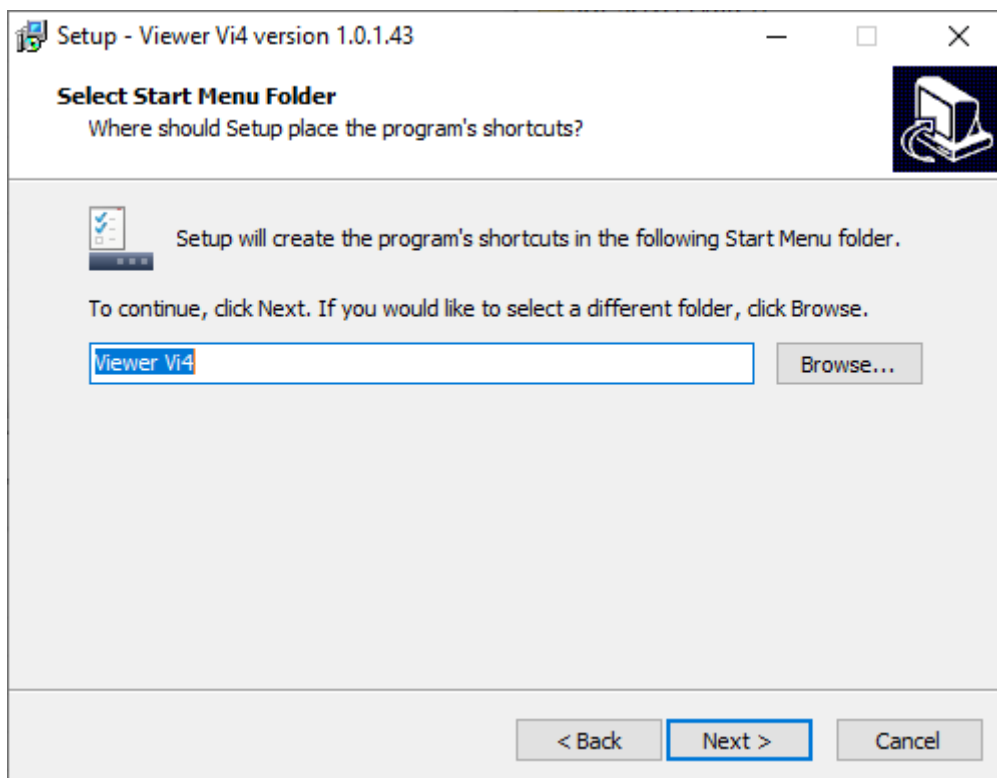 Setup - Viewer Vi4 version 1.0.1.43
Select Start Menu Folder
Where should Setup place the program's shortcuts?
Setup will create the program's shortcuts in the following Start Menu folder.
To continue, click Next. If you would like to select a different folder, click Browse.
Viewer Vi4
Browse...
< Back
Next >
Cancel